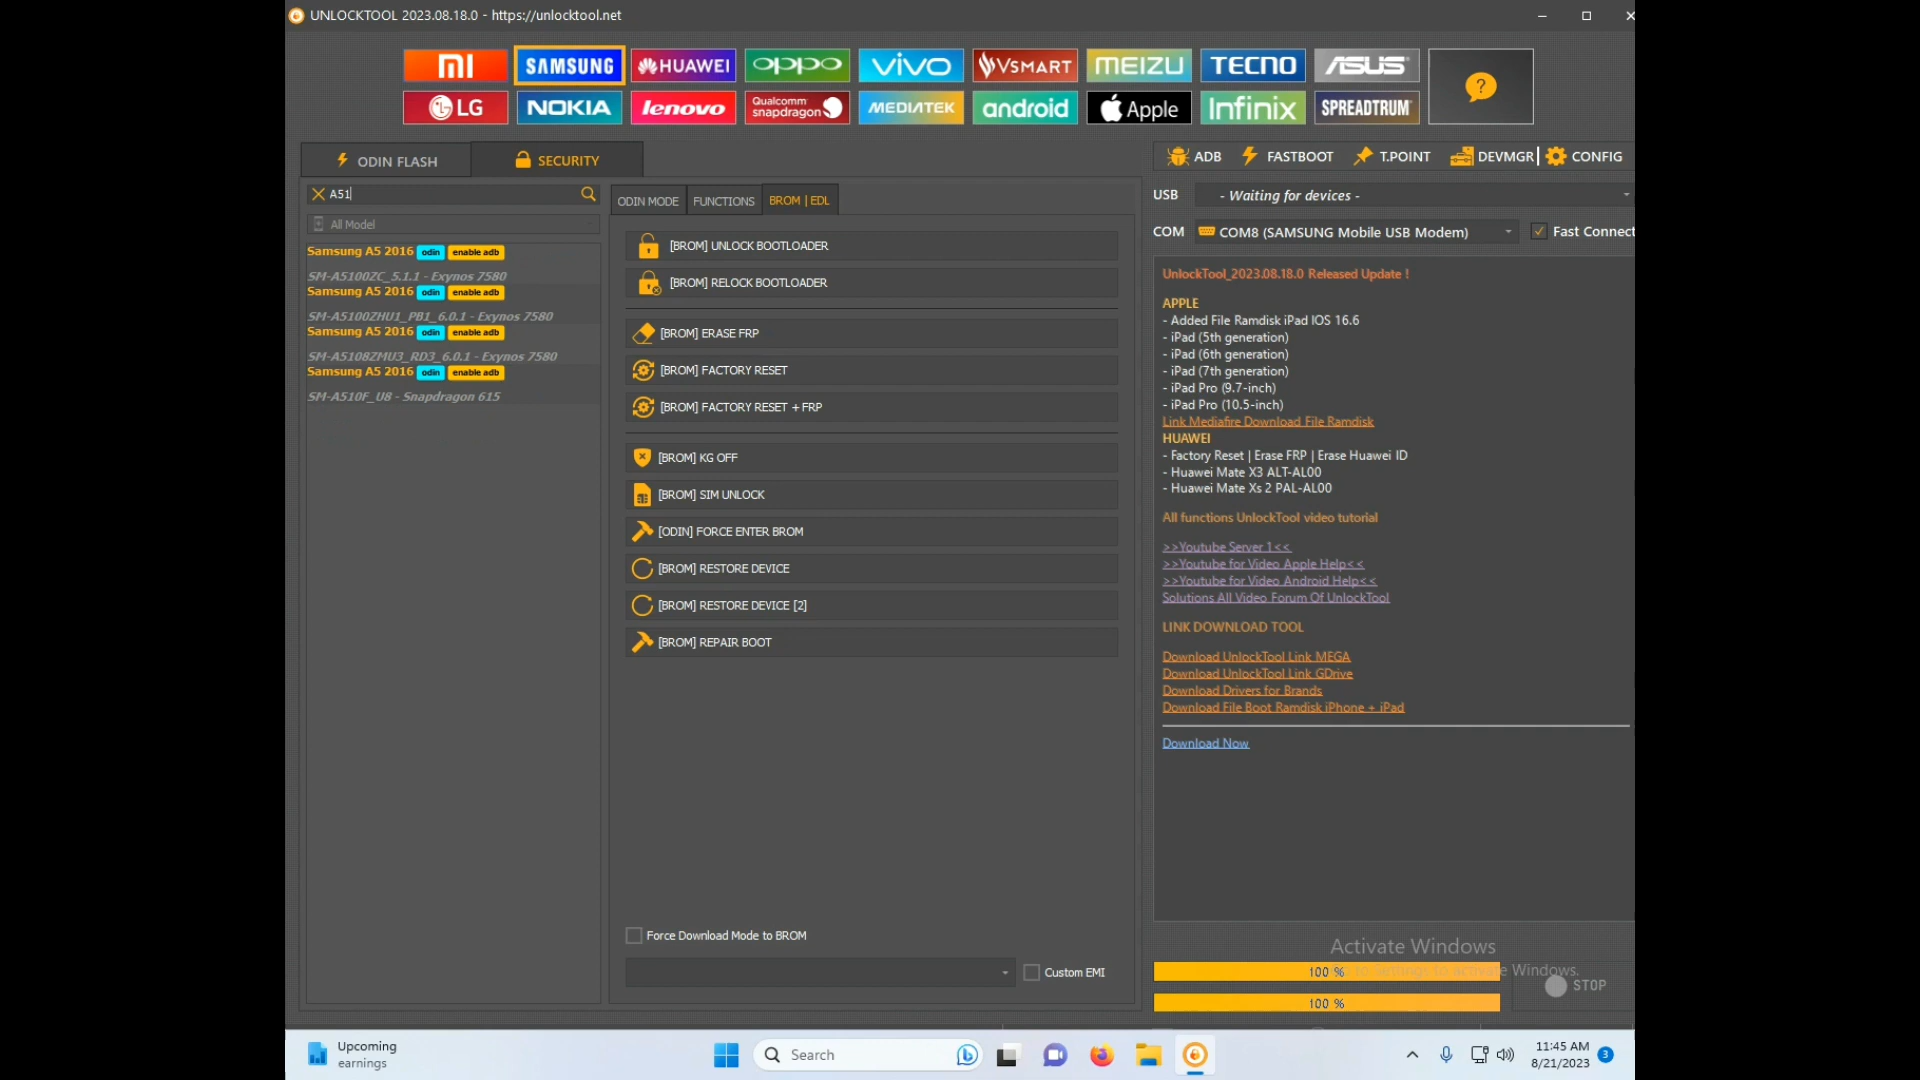 UNLOCKTOOL 2023.08.18.0 - https://unlocktool.net
MI SAMSUNG HUAWEI oppo vivo VSMART MEIZU TECNO ASUS ?
LG NOKIA lenovo Qualcomm snapdragon MEDIATEK android Apple Infinix SPREADTRUM
ODIN FLASH SECURITY
ADB FASTBOOT T.POINT DEVMGR CONFIG
A51
All Model
Samsung A5 2016 odin enable adb
SM-A5100ZC_5.1.1 - Exynos 7580
Samsung A5 2016 odin enable adb
SM-A5100ZHU1_PB1_6.0.1 - Exynos 7580
Samsung A5 2016 odin enable adb
SM-A5108ZMU3_RD3_6.0.1 - Exynos 7580
Samsung A5 2016 odin enable adb
SM-A510F_U8 - Snapdragon 615
ODIN MODE FUNCTIONS BROM | EDL
[BROM] UNLOCK BOOTLOADER
[BROM] RELOCK BOOTLOADER
[BROM] ERASE FRP
[BROM] FACTORY RESET
[BROM] FACTORY RESET + FRP
[BROM] KG OFF
[BROM] SIM UNLOCK
[ODIN] FORCE ENTER BROM
[BROM] RESTORE DEVICE
[BROM] RESTORE DEVICE [2]
[BROM] REPAIR BOOT
Force Download Mode to BROM
Custom EMI
USB - Waiting for devices -
COM COM8 (SAMSUNG Mobile USB Modem) Fast Connect
UnlockTool_2023.08.18.0 Released Update !
APPLE
- Added File Ramdisk iPad IOS 16.6
- iPad (5th generation)
- iPad (6th generation)
- iPad (7th generation)
- iPad Pro (9.7-inch)
- iPad Pro (10.5-inch)
Link Mediafire Download File Ramdisk
HUAWEI
- Factory Reset | Erase FRP | Erase Huawei ID
- Huawei Mate X3 ALT-AL00
- Huawei Mate Xs 2 PAL-AL00
All functions UnlockTool video tutorial
>>Youtube Server 1<<
>>Youtube for Video Apple Help<<
>>Youtube for Video Android Help<<
Solutions All Video Forum Of UnlockTool
LINK DOWNLOAD TOOL
Download UnlockTool Link MEGA
Download UnlockTool Link GDrive
Download Drivers for Brands
Download File Boot Ramdisk iPhone + iPad
Download Now
Activate Windows
to Settings to activate Windows.
100 %
STOP
100 %
Upcoming
earnings
Search
11:45 AM
8/21/2023 3